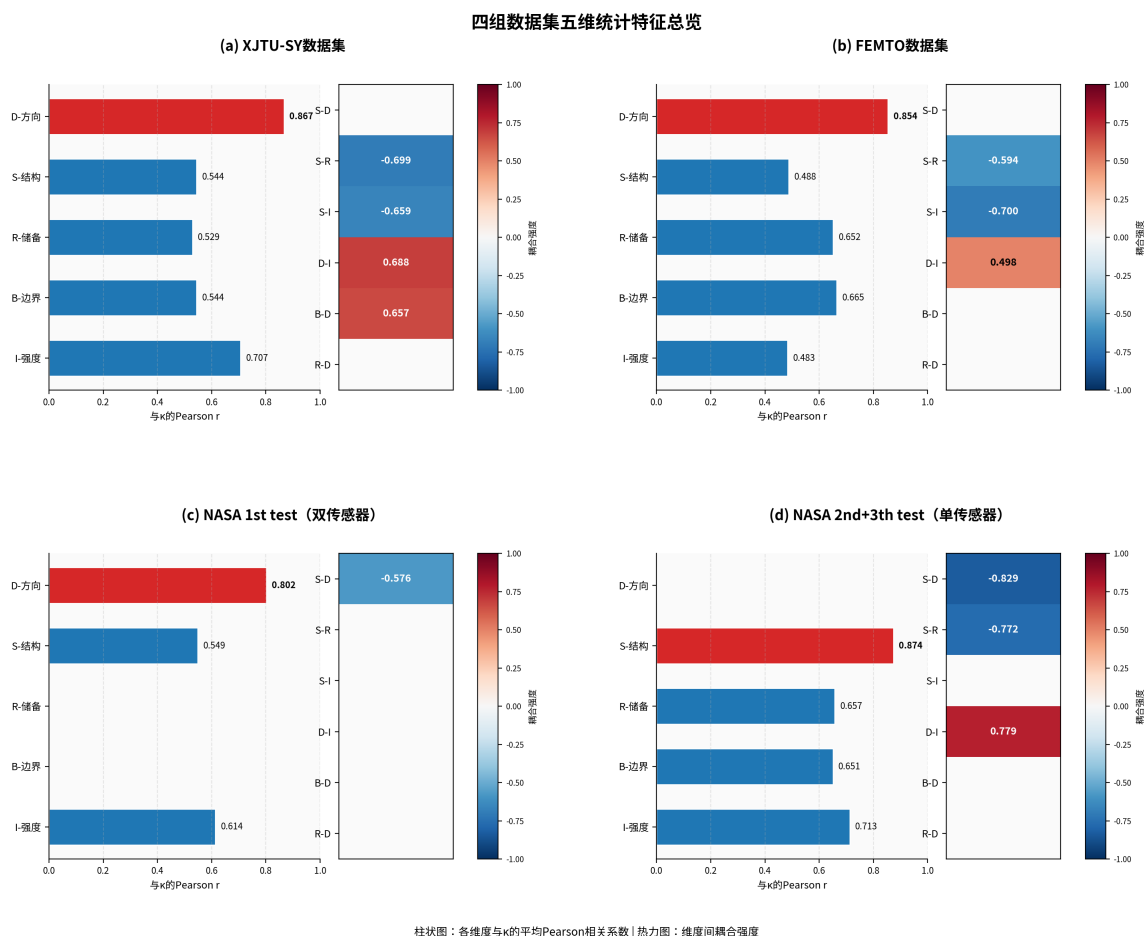 四组数据集五维统计特征总览
(a) XJTU-SY数据集
D-方向
S-结构
R-储备
B-边界
I-强度
0.867
0.544
0.529
0.544
0.707
0.0 0.2 0.4 0.6 0.8 1.0
与κ的Pearson r
S-D
S-R
S-I
D-I
B-D
R-D
-0.699
-0.659
0.688
0.657
1.00
0.75
0.50
0.25
0.00
-0.25
-0.50
-0.75
-1.00
耦合强度
(b) FEMTO数据集
D-方向
S-结构
R-储备
B-边界
I-强度
0.854
0.488
0.652
0.665
0.483
0.0 0.2 0.4 0.6 0.8 1.0
与κ的Pearson r
S-D
S-R
S-I
D-I
B-D
R-D
-0.594
-0.700
0.498
1.00
0.75
0.50
0.25
0.00
-0.25
-0.50
-0.75
-1.00
耦合强度
(c) NASA 1st test（双传感器）
D-方向
S-结构
R-储备
B-边界
I-强度
0.802
0.549
0.614
0.0 0.2 0.4 0.6 0.8 1.0
与κ的Pearson r
S-D
S-R
S-I
D-I
B-D
R-D
-0.576
1.00
0.75
0.50
0.25
0.00
-0.25
-0.50
-0.75
-1.00
耦合强度
(d) NASA 2nd+3th test（单传感器）
D-方向
S-结构
R-储备
B-边界
I-强度
0.874
0.657
0.651
0.713
0.0 0.2 0.4 0.6 0.8 1.0
与κ的Pearson r
S-D
S-R
S-I
D-I
B-D
R-D
-0.829
-0.772
0.779
1.00
0.75
0.50
0.25
0.00
-0.25
-0.50
-0.75
-1.00
耦合强度
柱状图：各维度与κ的平均Pearson相关系数 | 热力图：维度间耦合强度